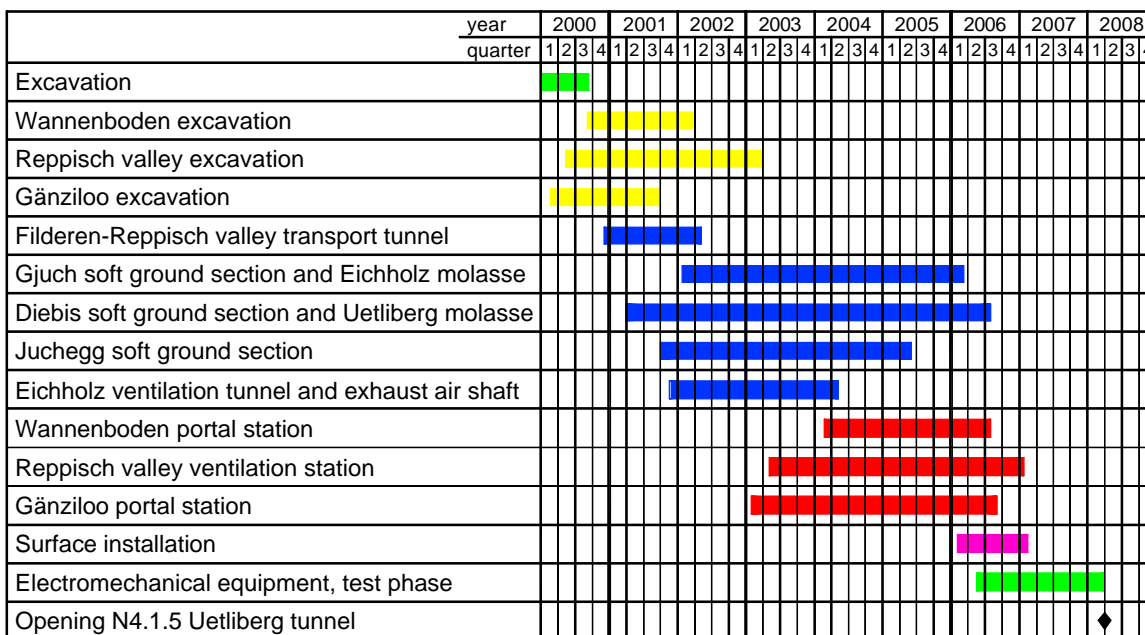 year 2000 2001 2002 2003 2004 2005 2006 2007 2008
quarter 1 2 3 4 1 2 3 4 1 2 3 4 1 2 3 4 1 2 3 4 1 2 3 4 1 2 3 4 1 2 3 4 1 2 3 4
Excavation
Wannenboden excavation
Reppisch valley excavation
Gänziloo excavation
Filderen-Reppisch valley transport tunnel
Gjuch soft ground section and Eichholz molasse
Diebis soft ground section and Uetliberg molasse
Juchegg soft ground section
Eichholz ventilation tunnel and exhaust air shaft
Wannenboden portal station
Reppisch valley ventilation station
Gänziloo portal station
Surface installation
Electromechanical equipment, test phase
Opening N4.1.5 Uetliberg tunnel